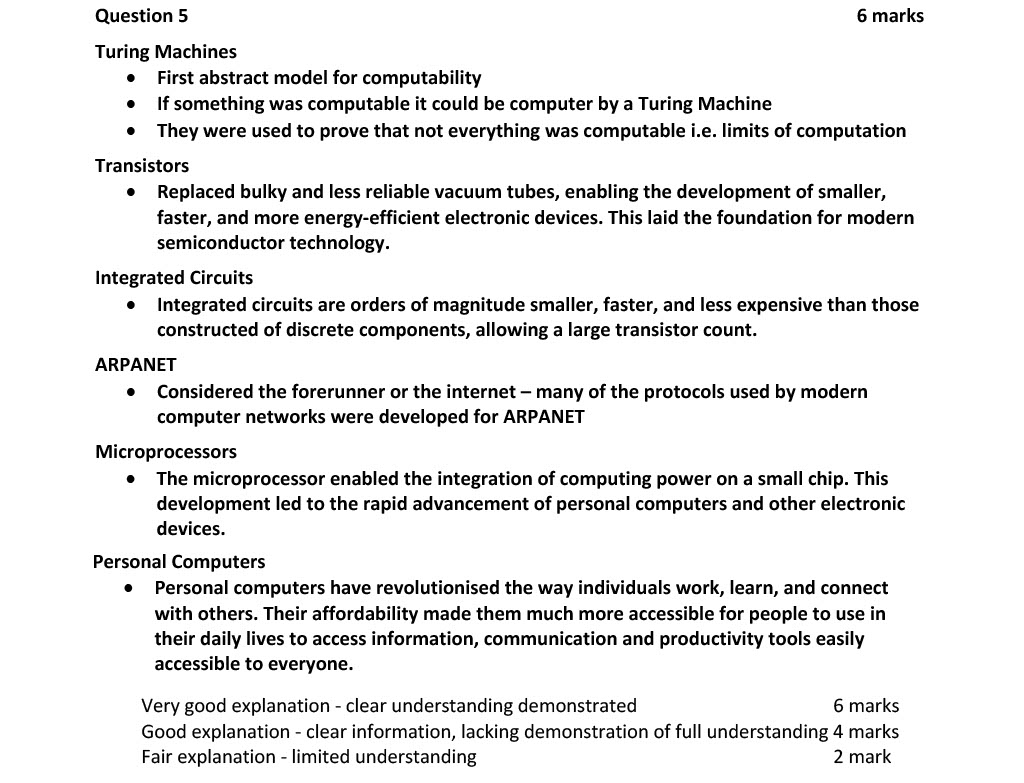 Question 5 6 marks
Turing Machines
• First abstract model for computability
• If something was computable it could be computer by a Turing Machine
• They were used to prove that not everything was computable i.e. limits of computation
Transistors
• Replaced bulky and less reliable vacuum tubes, enabling the development of smaller,
faster, and more energy-efficient electronic devices. This laid the foundation for modern
semiconductor technology.
Integrated Circuits
• Integrated circuits are orders of magnitude smaller, faster, and less expensive than those
constructed of discrete components, allowing a large transistor count.
ARPANET
• Considered the forerunner or the internet – many of the protocols used by modern
computer networks were developed for ARPANET
Microprocessors
• The microprocessor enabled the integration of computing power on a small chip. This
development led to the rapid advancement of personal computers and other electronic
devices.
Personal Computers
• Personal computers have revolutionised the way individuals work, learn, and connect
with others. Their affordability made them much more accessible for people to use in
their daily lives to access information, communication and productivity tools easily
accessible to everyone.
Very good explanation - clear understanding demonstrated 6 marks
Good explanation - clear information, lacking demonstration of full understanding 4 marks
Fair explanation - limited understanding 2 mark